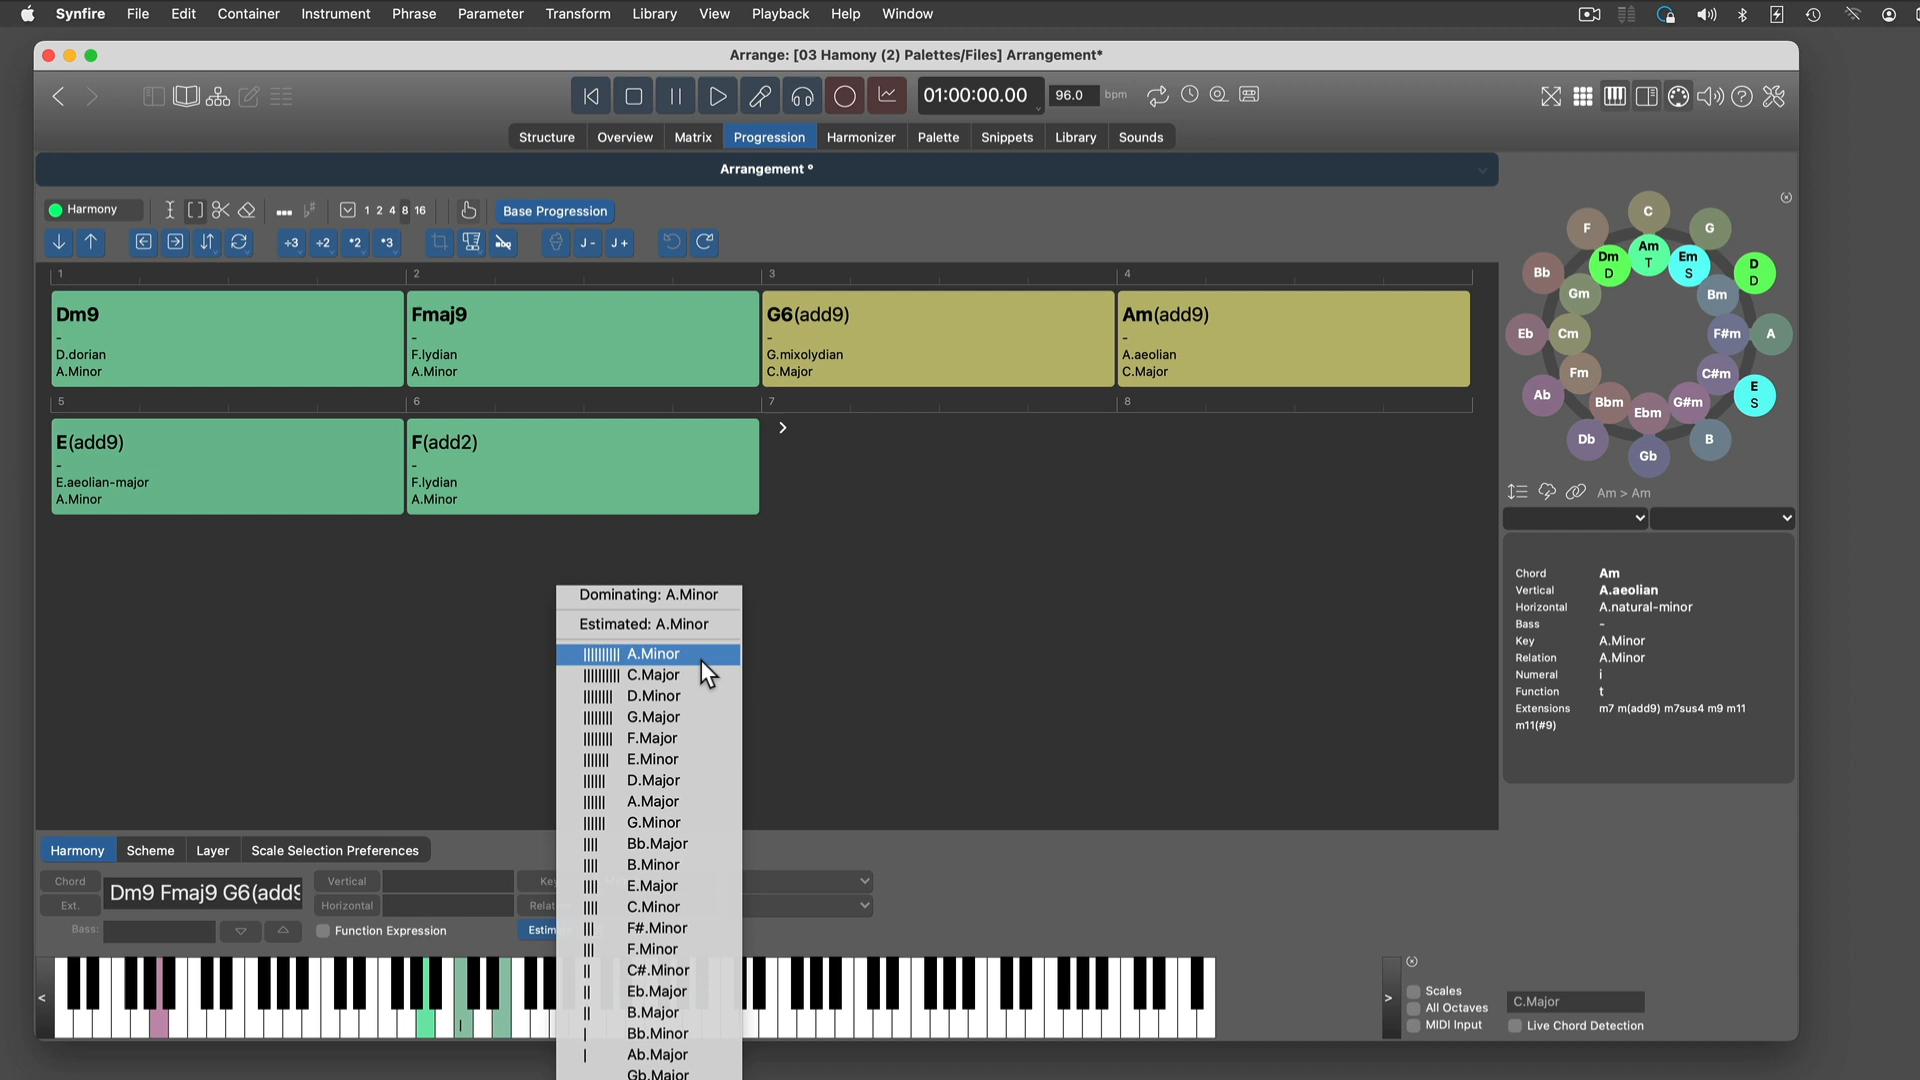 Synfire File Edit Container Instrument Phrase Parameter Transform Library View Playback Help Window
Arrange: [03 Hamony (2) Palettes/Files] Arrangement*
01:00:00.00 96.0 bpm
Structure Overview Matrix Progression Harmonizer Palette Snippets Library Sounds
Arrangement °
Harmony 1 2 4 8 16 Base Progression
÷3 ÷2 *2 *3 J - J +
1 2 3 4
Dm9 Fmaj9 G6(add9) Am(add9)
- - - -
D.dorian F.lydian G.mixolydian A.aeolian
A.Minor A.Minor C.Major C.Major
5 6 7 8
E(add9) F(add2)
- -
E.aeolian-major F.lydian
A.Minor A.Minor
C
F G
Am
T
Dm
D
Em
S
D
D
Bb Gm Bm
Eb Cm F#m A
Fm C#m
Ab Bbm Ebm G#m
E
S
Db B
Gb
Am > Am
Chord Am
Vertical A.aeolian
Horizontal A.natural-minor
Bass -
Key A.Minor
Relation A.Minor
Numeral i
Function t
Extensions m7 m(add9) m7sus4 m9 m11
m11(#9)
Dominating: A.Minor
Estimated: A.Minor
|||||||||| A.Minor
|||||||||| C.Major
|||||||| D.Minor
|||||||| G.Major
|||||||| F.Major
||||||| E.Minor
|||||| D.Major
|||||| A.Major
|||||| G.Minor
|||| Bb.Major
|||| B.Minor
|||| E.Major
|||| C.Minor
||| F#.Minor
||| F.Minor
|| C#.Minor
|| Eb.Major
|| B.Major
| Bb.Minor
| Ab.Major
Gb.Major
Harmony Scheme Layer Scale Selection Preferences
Chord Dm9 Fmaj9 G6(add9 Vertical Key
Ext. Horizontal Relat
Bass: Function Expression Estim
< >
Scales
All Octaves C.Major
MIDI Input Live Chord Detection